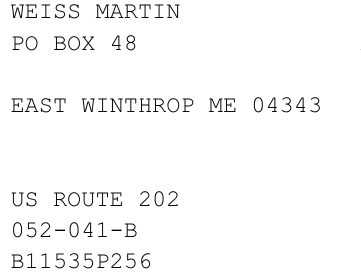 WEISS MARTIN
PO BOX 48
EAST WINTHROP ME 04343
US ROUTE 202
052-041-B
B11535P256